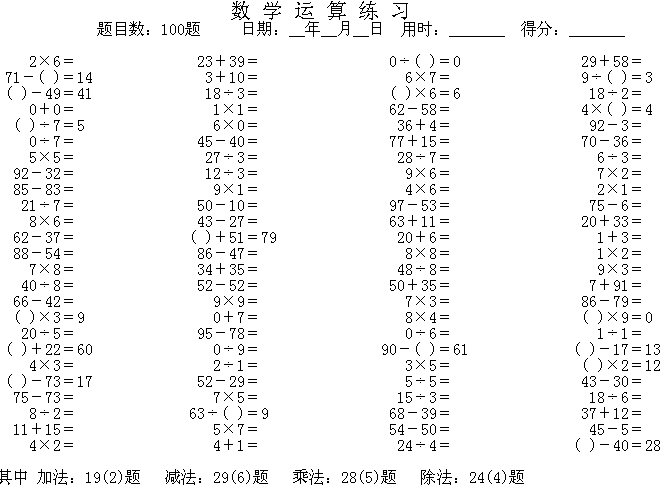 数 学 运 算 练 习
题目数: 100题 日期: __年__月__日 用时: _______ 得分: _______
2×6= 23+39= 0÷( )=0 29+58=
71-( )=14 3+10= 6×7= 9÷( )=3
( )-49=41 18÷3= ( )×6=6 18÷2=
0+0= 1×1= 62-58= 4×( )=4
( )÷7=5 6×0= 36+4= 92-3=
0÷7= 45-40= 77+15= 70-36=
5×5= 27÷3= 28÷7= 6÷3=
92-32= 12÷3= 9×6= 7×2=
85-83= 9×1= 4×6= 2×1=
21÷7= 50-10= 97-53= 75-6=
8×6= 43-27= 63+11= 20+33=
62-37= ( )+51=79 20+6= 1+3=
88-54= 86-47= 8×8= 1×2=
7×8= 34+35= 48÷8= 9×3=
40÷8= 52-52= 50+35= 7+91=
66-42= 9×9= 7×3= 86-79=
( )×3=9 0+7= 8×4= ( )×9=0
20÷5= 95-78= 0÷6= 1÷1=
( )+22=60 0÷9= 90-( )=61 ( )-17=13
4×3= 2÷1= 3×5= ( )×2=12
( )-73=17 52-29= 5÷5= 43-30=
75-73= 7×5= 15÷3= 18÷6=
8÷2= 63÷( )=9 68-39= 37+12=
11+15= 5×7= 54-50= 45-5=
4×2= 4+1= 24÷4= ( )-40=28
其中 加法: 19(2)题 减法: 29(6)题 乘法: 28(5)题 除法: 24(4)题